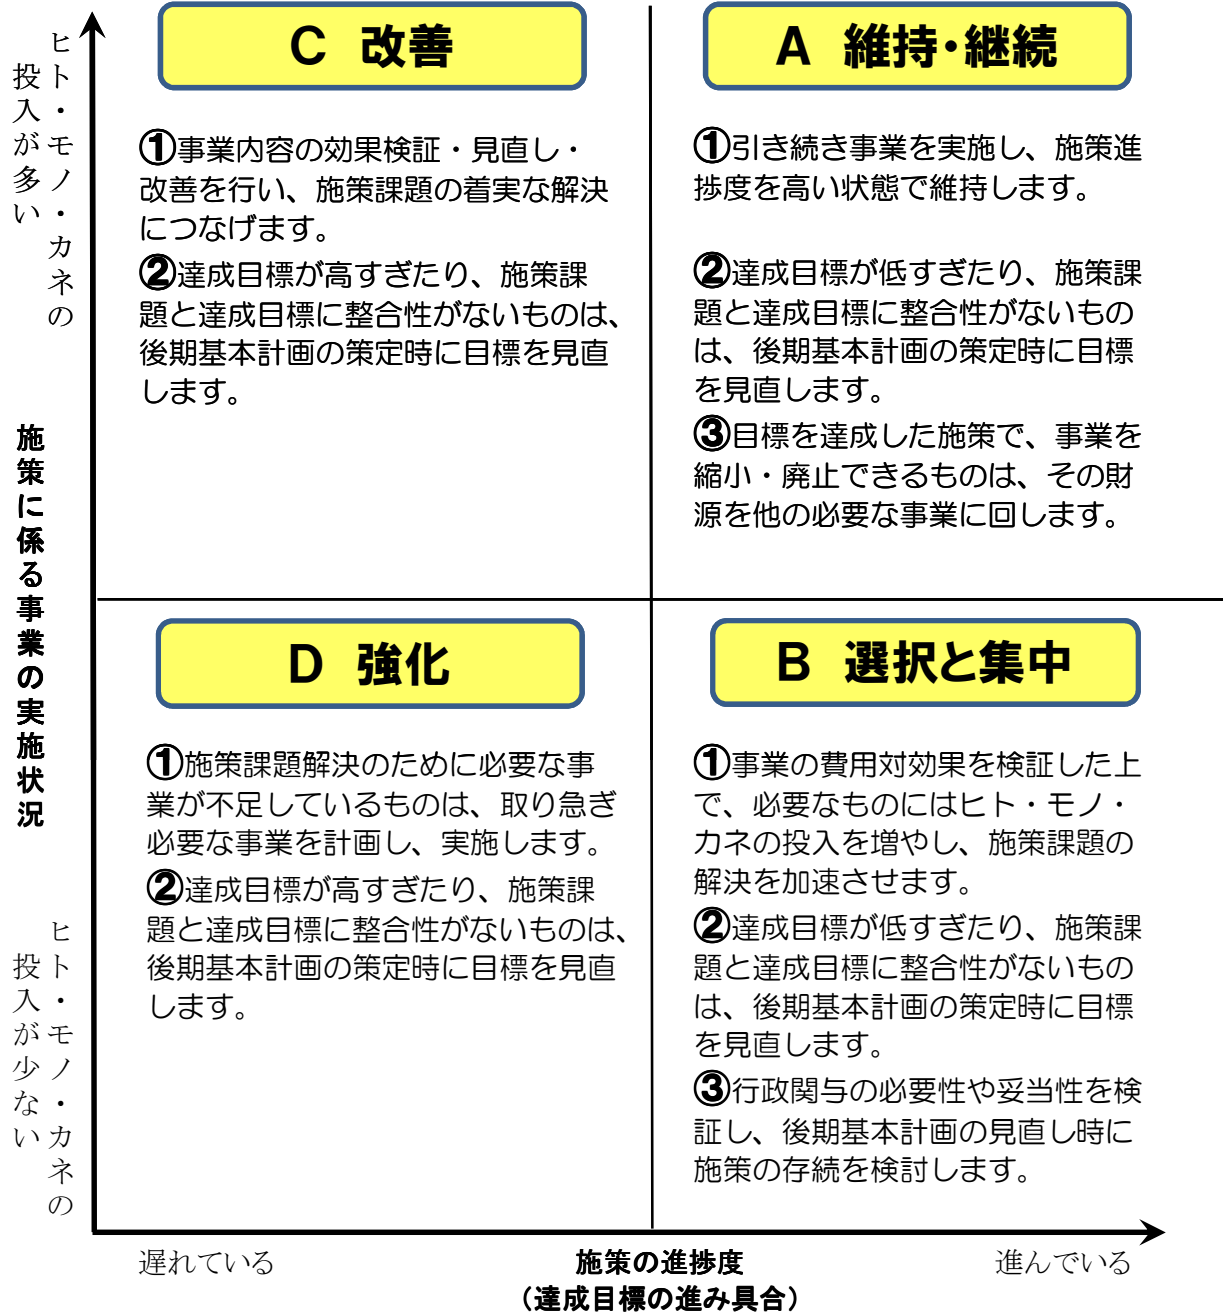 ヒト・モノ・カネの
投入が多い
施策に係る事業の実施状況
ヒト・モノ・カネの
投入が少ない
C 改善
①事業内容の効果検証・見直し・
改善を行い、施策課題の着実な解決
につなげます。
②達成目標が高すぎたり、施策課
題と達成目標に整合性がないものは、
後期基本計画の策定時に目標を見直
します。
A 維持・継続
①引き続き事業を実施し、施策進
捗度を高い状態で維持します。
②達成目標が低すぎたり、施策課
題と達成目標に整合性がないもの
は、後期基本計画の策定時に目標
を見直します。
③目標を達成した施策で、事業を
縮小・廃止できるものは、その財
源を他の必要な事業に回します。
D 強化
①施策課題解決のために必要な事
業が不足しているものは、取り急ぎ
必要な事業を計画し、実施します。
②達成目標が高すぎたり、施策課
題と達成目標に整合性がないものは、
後期基本計画の策定時に目標を見直
します。
B 選択と集中
①事業の費用対効果を検証した上
で、必要なものにはヒト・モノ・
カネの投入を増やし、施策課題の
解決を加速させます。
②達成目標が低すぎたり、施策課
題と達成目標に整合性がないもの
は、後期基本計画の策定時に目標
を見直します。
③行政関与の必要性や妥当性を検
証し、後期基本計画の見直し時に
施策の存続を検討します。
遅れている
施策の進捗度
（達成目標の進み具合）
進んでいる